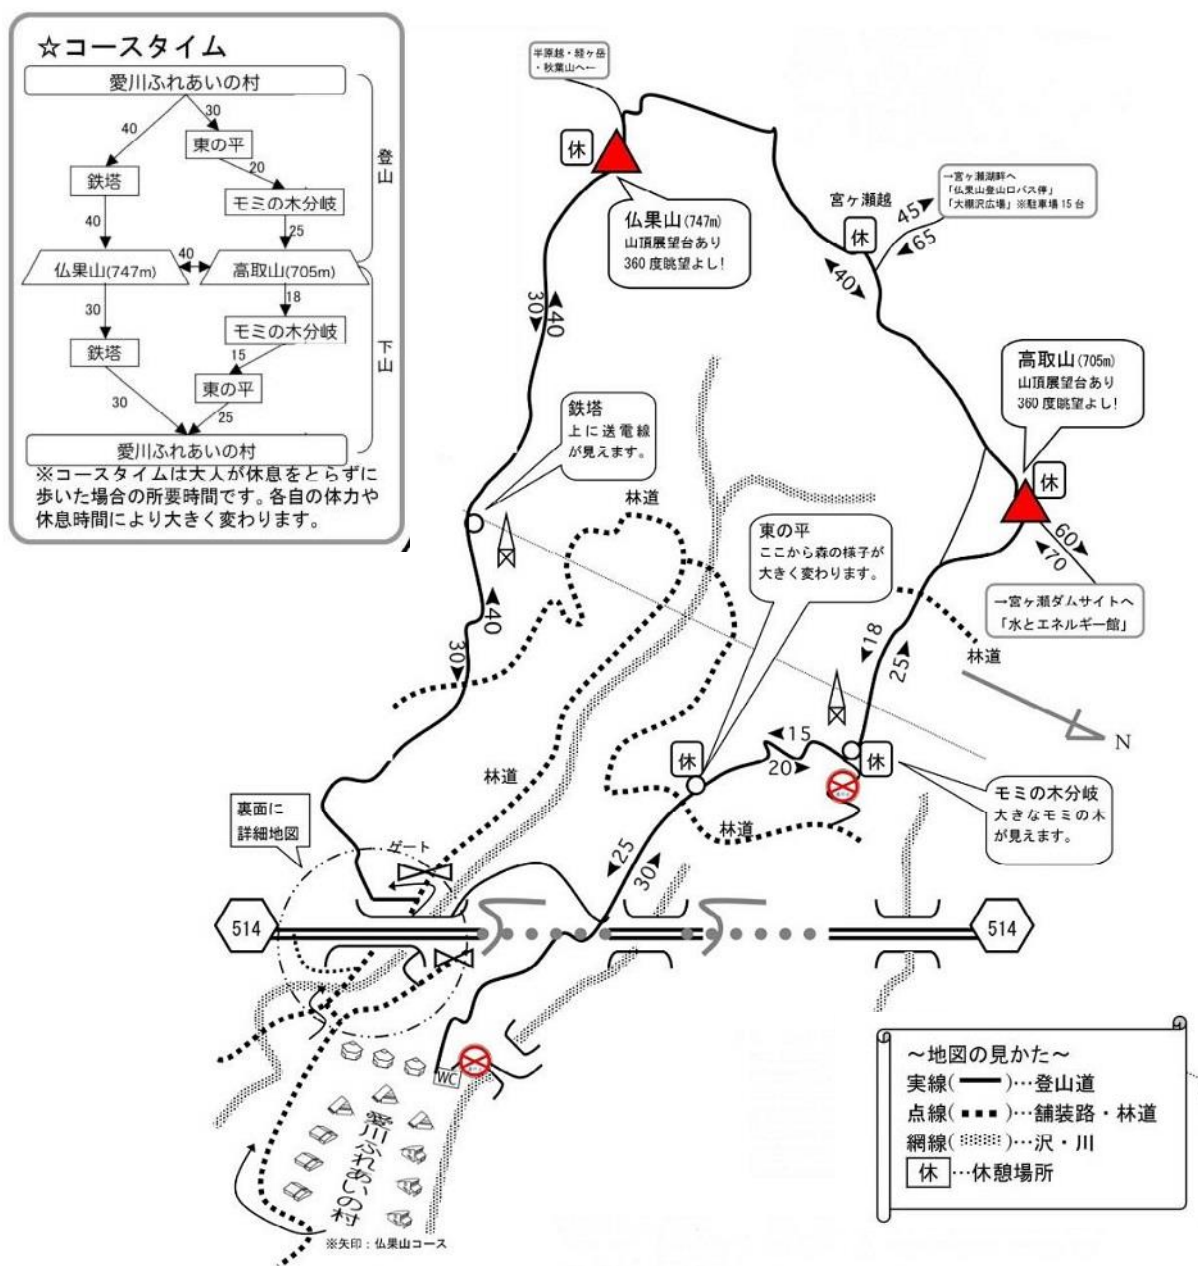 ☆コースタイム
愛川ふれあいの村
30
40
東の平
20
鉄塔
モミの木分岐
40
25
登山
仏果山(747m)
40
高取山(705m)
18
30
モミの木分岐
鉄塔
15
東の平
下山
30
25
愛川ふれあいの村
※コースタイムは大人が休息をとらずに
歩いた場合の所要時間です。各自の体力や
休息時間により大きく変わります。
半原越・経ヶ岳
・秋葉山へ←
休
仏果山(747m)
山頂展望台あり
360度眺望よし!
→宮ヶ瀬湖畔へ
「仏果山登山口バス停」
「大棚沢広場」※駐車場15台
宮ヶ瀬越
休
45
65
40
30
40
高取山(705m)
山頂展望台あり
360度眺望よし!
休
60
70
→宮ヶ瀬ダムサイトへ
「水とエネルギー館」
鉄塔
上に送電線
が見えます。
林道
東の平
ここから森の様子が
大きく変わります。
40
30
18
25
林道
N
休
15
20
休
モミの木分岐
大きなモミの木
が見えます。
林道
林道
裏面に
詳細地図
ゲート
25
30
514
514
WC
愛川ふれあいの村
※矢印：仏果山コース
～地図の見かた～
実線( )…登山道
点線( )…舗装路・林道
網線( )…沢・川
休…休憩場所